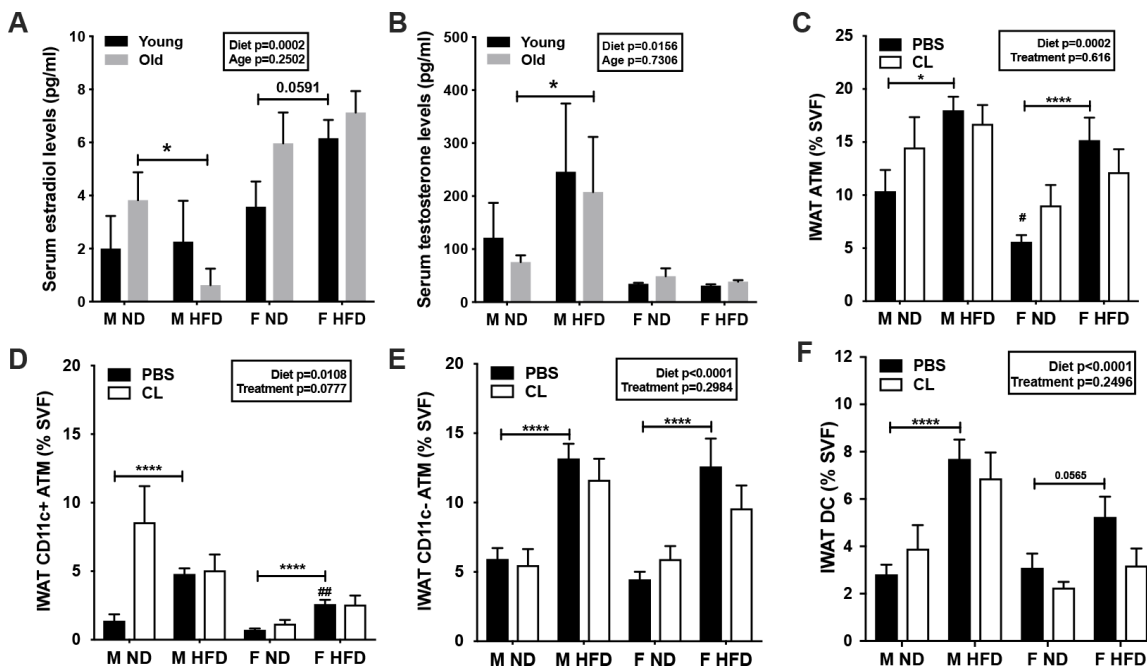 A
Serum estradiol levels (pg/ml)
10
8
6
4
2
0
Young
Old
Diet p=0.0002
Age p=0.2502
*
0.0591
M ND
M HFD
F ND
F HFD
B
Serum testosterone levels (pg/ml)
500
400
300
200
100
0
Young
Old
Diet p=0.0156
Age p=0.7306
*
M ND
M HFD
F ND
F HFD
C
IWAT ATM (% SVF)
25
20
15
10
5
0
PBS
CL
Diet p=0.0002
Treatment p=0.616
*
****
#
M ND
M HFD
F ND
F HFD
D
IWAT CD11c+ ATM (% SVF)
20
15
10
5
0
PBS
CL
Diet p=0.0108
Treatment p=0.0777
****
****
##
M ND
M HFD
F ND
F HFD
E
IWAT CD11c- ATM (% SVF)
20
15
10
5
0
PBS
CL
Diet p<0.0001
Treatment p=0.2984
****
****
M ND
M HFD
F ND
F HFD
F
IWAT DC (% SVF)
12
10
8
6
4
2
0
PBS
CL
Diet p<0.0001
Treatment p=0.2496
****
0.0565
M ND
M HFD
F ND
F HFD